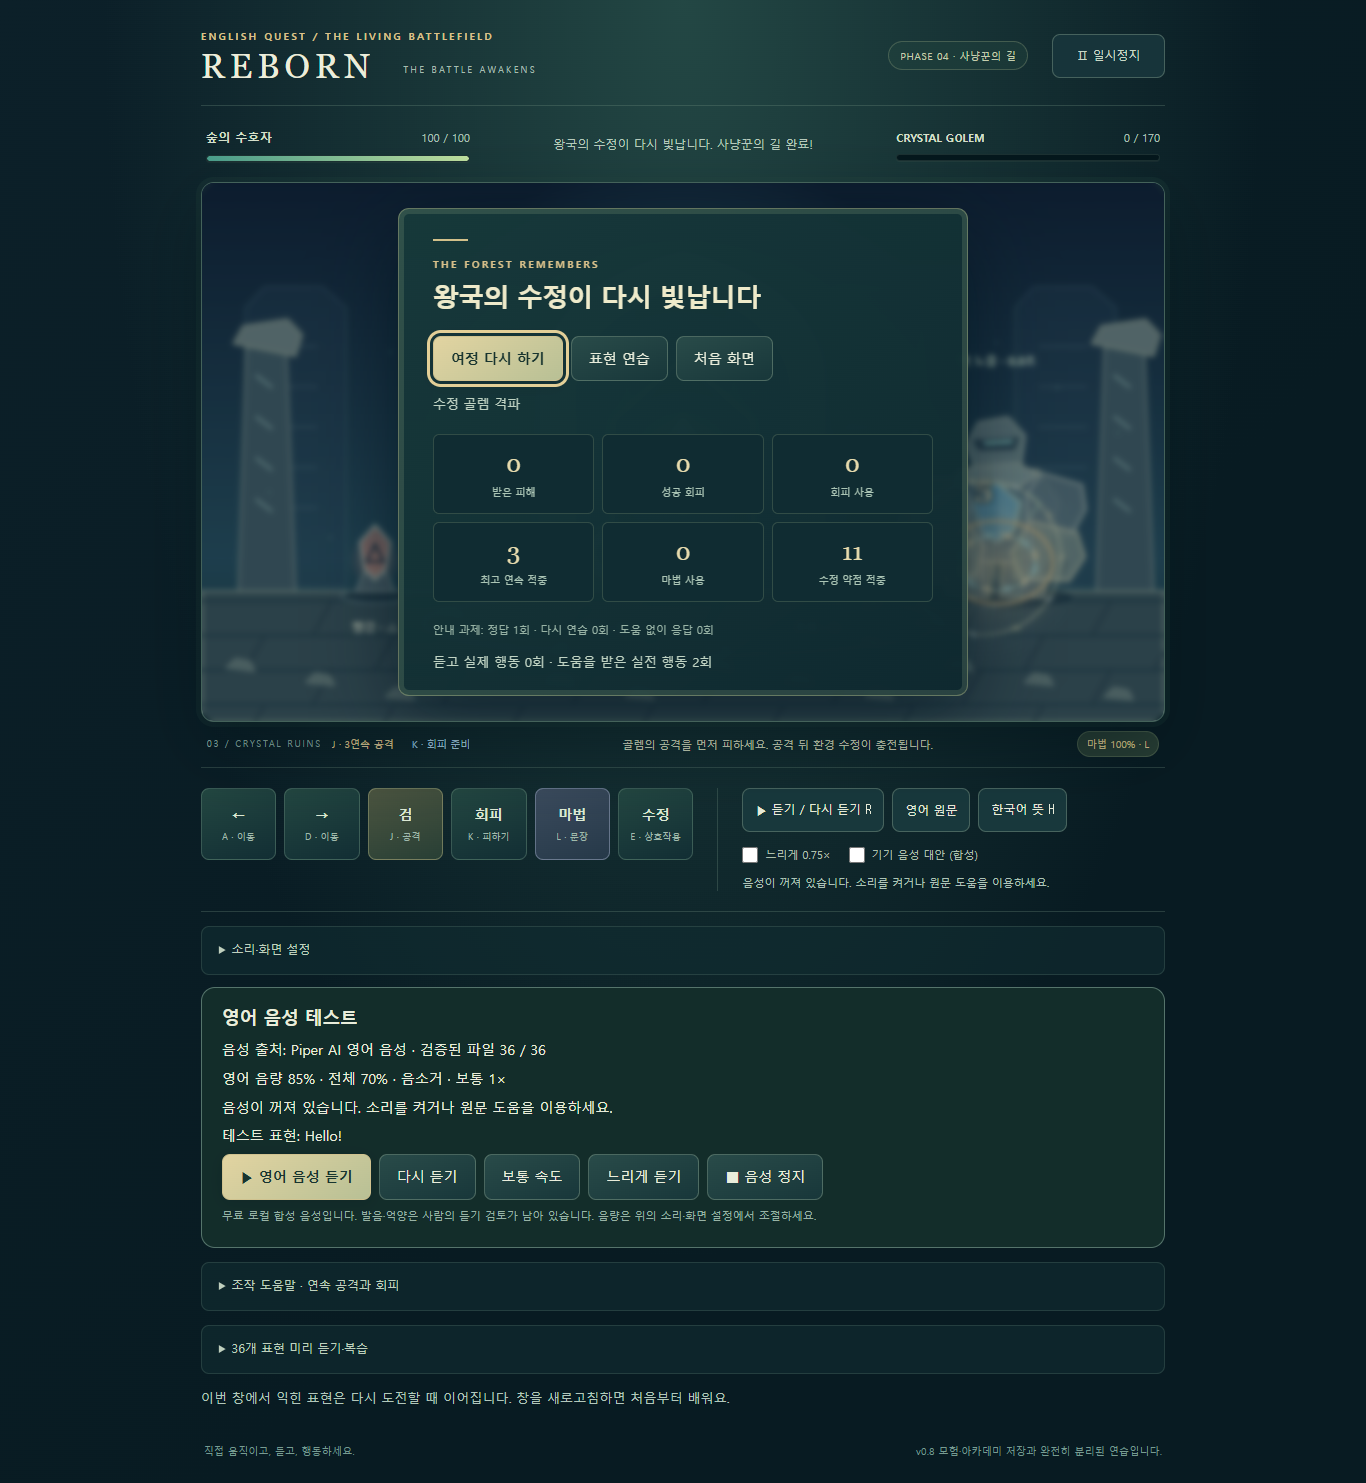 ENGLISH QUEST / THE LIVING BATTLEFIELD
REBORN THE BATTLE AWAKENS
PHASE 04 · 사냥꾼의 길
Ⅱ 일시정지
숲의 수호자 100 / 100
왕국의 수정이 다시 빛납니다. 사냥꾼의 길 완료!
CRYSTAL GOLEM 0 / 170
THE FOREST REMEMBERS
왕국의 수정이 다시 빛납니다
여정 다시 하기 표현 연습 처음 화면
수정 골렘 격파
0 0 0
받은 피해 성공 회피 회피 사용
3 0 11
최고 연속 적중 마법 사용 수정 약점 적중
안내 과제: 정답 1회 · 다시 연습 0회 · 도움 없이 응답 0회
듣고 실제 행동 0회 · 도움을 받은 실전 행동 2회
03 / CRYSTAL RUINS J · 3연속 공격 K · 회피 준비
골렘의 공격을 먼저 피하세요. 공격 뒤 환경 수정이 충전됩니다.
마법 100% · L
← → 검 회피 마법 수정
A · 이동 D · 이동 J · 공격 K · 피하기 L · 문장 E · 상호작용
▶ 듣기 / 다시 듣기 R 영어 원문 한국어 뜻 H
느리게 0.75× 기기 음성 대안 (합성)
음성이 꺼져 있습니다. 소리를 켜거나 원문 도움을 이용하세요.
▶ 소리·화면 설정
영어 음성 테스트
음성 출처: Piper AI 영어 음성 · 검증된 파일 36 / 36
영어 음량 85% · 전체 70% · 음소거 · 보통 1×
음성이 꺼져 있습니다. 소리를 켜거나 원문 도움을 이용하세요.
테스트 표현: Hello!
▶ 영어 음성 듣기 다시 듣기 보통 속도 느리게 듣기 ■ 음성 정지
무료 로컬 합성 음성입니다. 발음·억양은 사람의 듣기 검토가 남아 있습니다. 음량은 위의 소리·화면 설정에서 조절하세요.
▶ 조작 도움말 · 연속 공격과 회피
▶ 36개 표현 미리 듣기·복습
이번 창에서 익힌 표현은 다시 도전할 때 이어집니다. 창을 새로고침하면 처음부터 배워요.
직접 움직이고, 듣고, 행동하세요.
v0.8 모험·아카데미 저장과 완전히 분리된 연습입니다.